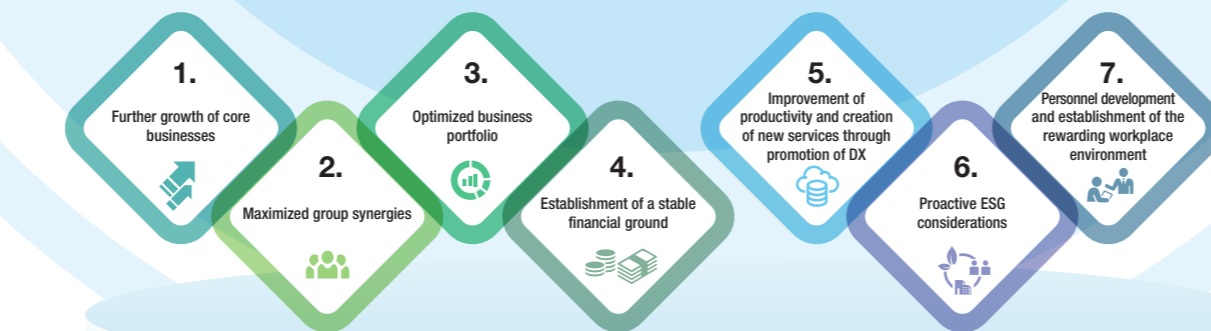 1.
Further growth of core
businesses
2.
Maximized group synergies
3.
Optimized business
portfolio
4.
Establishment of a stable
financial ground
5.
Improvement of
productivity and creation
of new services through
promotion of DX
6.
Proactive ESG
considerations
7.
Personnel development
and establishment of the
rewarding workplace
environment